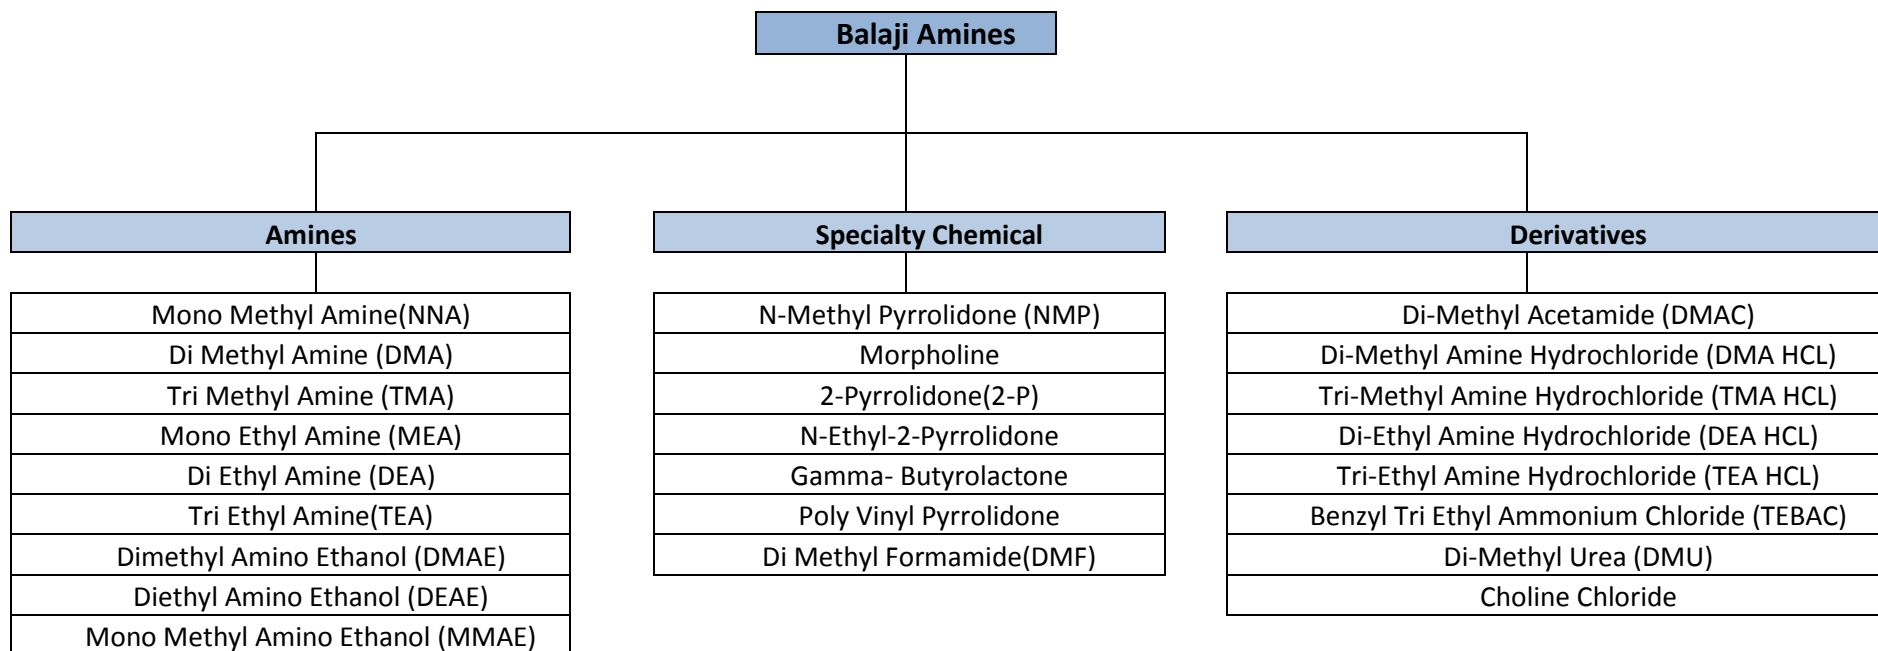 Balaji Amines
Amines
Mono Methyl Amine(NNA)
Di Methyl Amine (DMA)
Tri Methyl Amine (TMA)
Mono Ethyl Amine (MEA)
Di Ethyl Amine (DEA)
Tri Ethyl Amine(TEA)
Dimethyl Amino Ethanol (DMAE)
Diethyl Amino Ethanol (DEAE)
Mono Methyl Amino Ethanol (MMAE)
Specialty Chemical
N-Methyl Pyrrolidone (NMP)
Morpholine
2-Pyrrolidone(2-P)
N-Ethyl-2-Pyrrolidone
Gamma- Butyrolactone
Poly Vinyl Pyrrolidone
Di Methyl Formamide(DMF)
Derivatives
Di-Methyl Acetamide (DMAC)
Di-Methyl Amine Hydrochloride (DMA HCL)
Tri-Methyl Amine Hydrochloride (TMA HCL)
Di-Ethyl Amine Hydrochloride (DEA HCL)
Tri-Ethyl Amine Hydrochloride (TEA HCL)
Benzyl Tri Ethyl Ammonium Chloride (TEBAC)
Di-Methyl Urea (DMU)
Choline Chloride